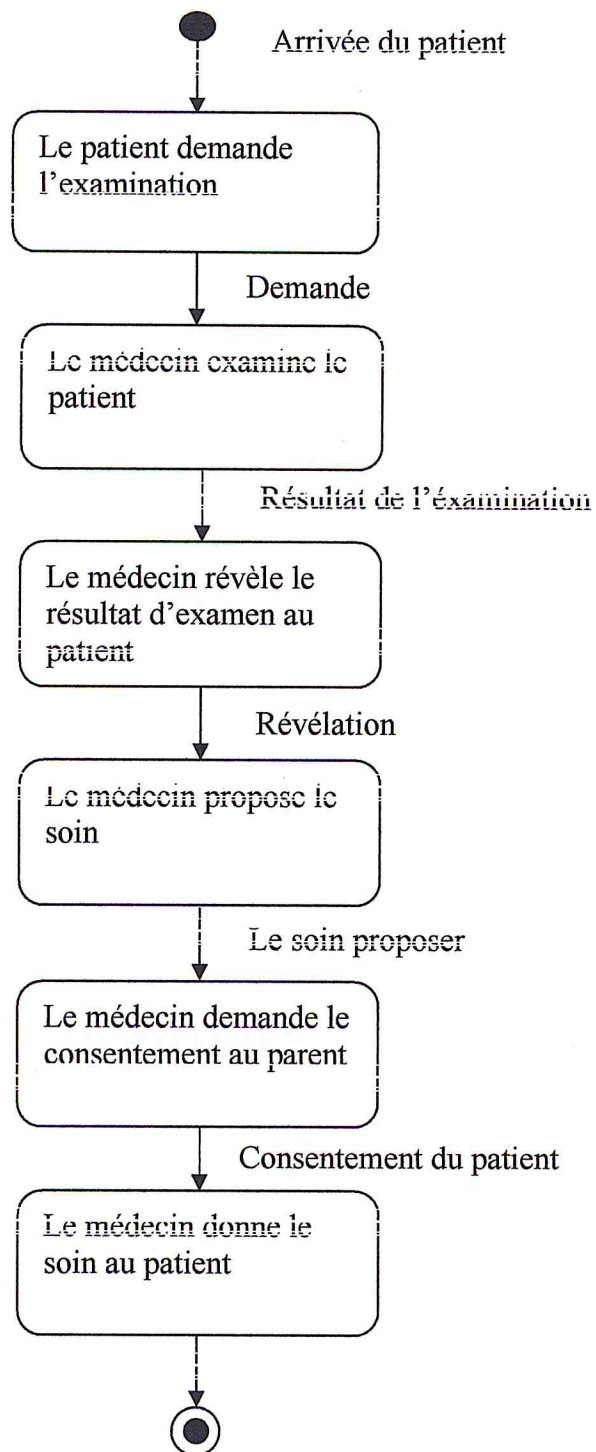 Arrivée du patient
Le patient demande
l'examination
Demande
Le médecin examine le
patient
Résultat de l'éxamination
Le médecin révèle le
résultat d'examen au
patient
Révélation
Le médecin propose le
soin
Le soin proposer
Le médecin demande le
consentement au parent
Consentement du patient
Le médecin donne le
soin au patient